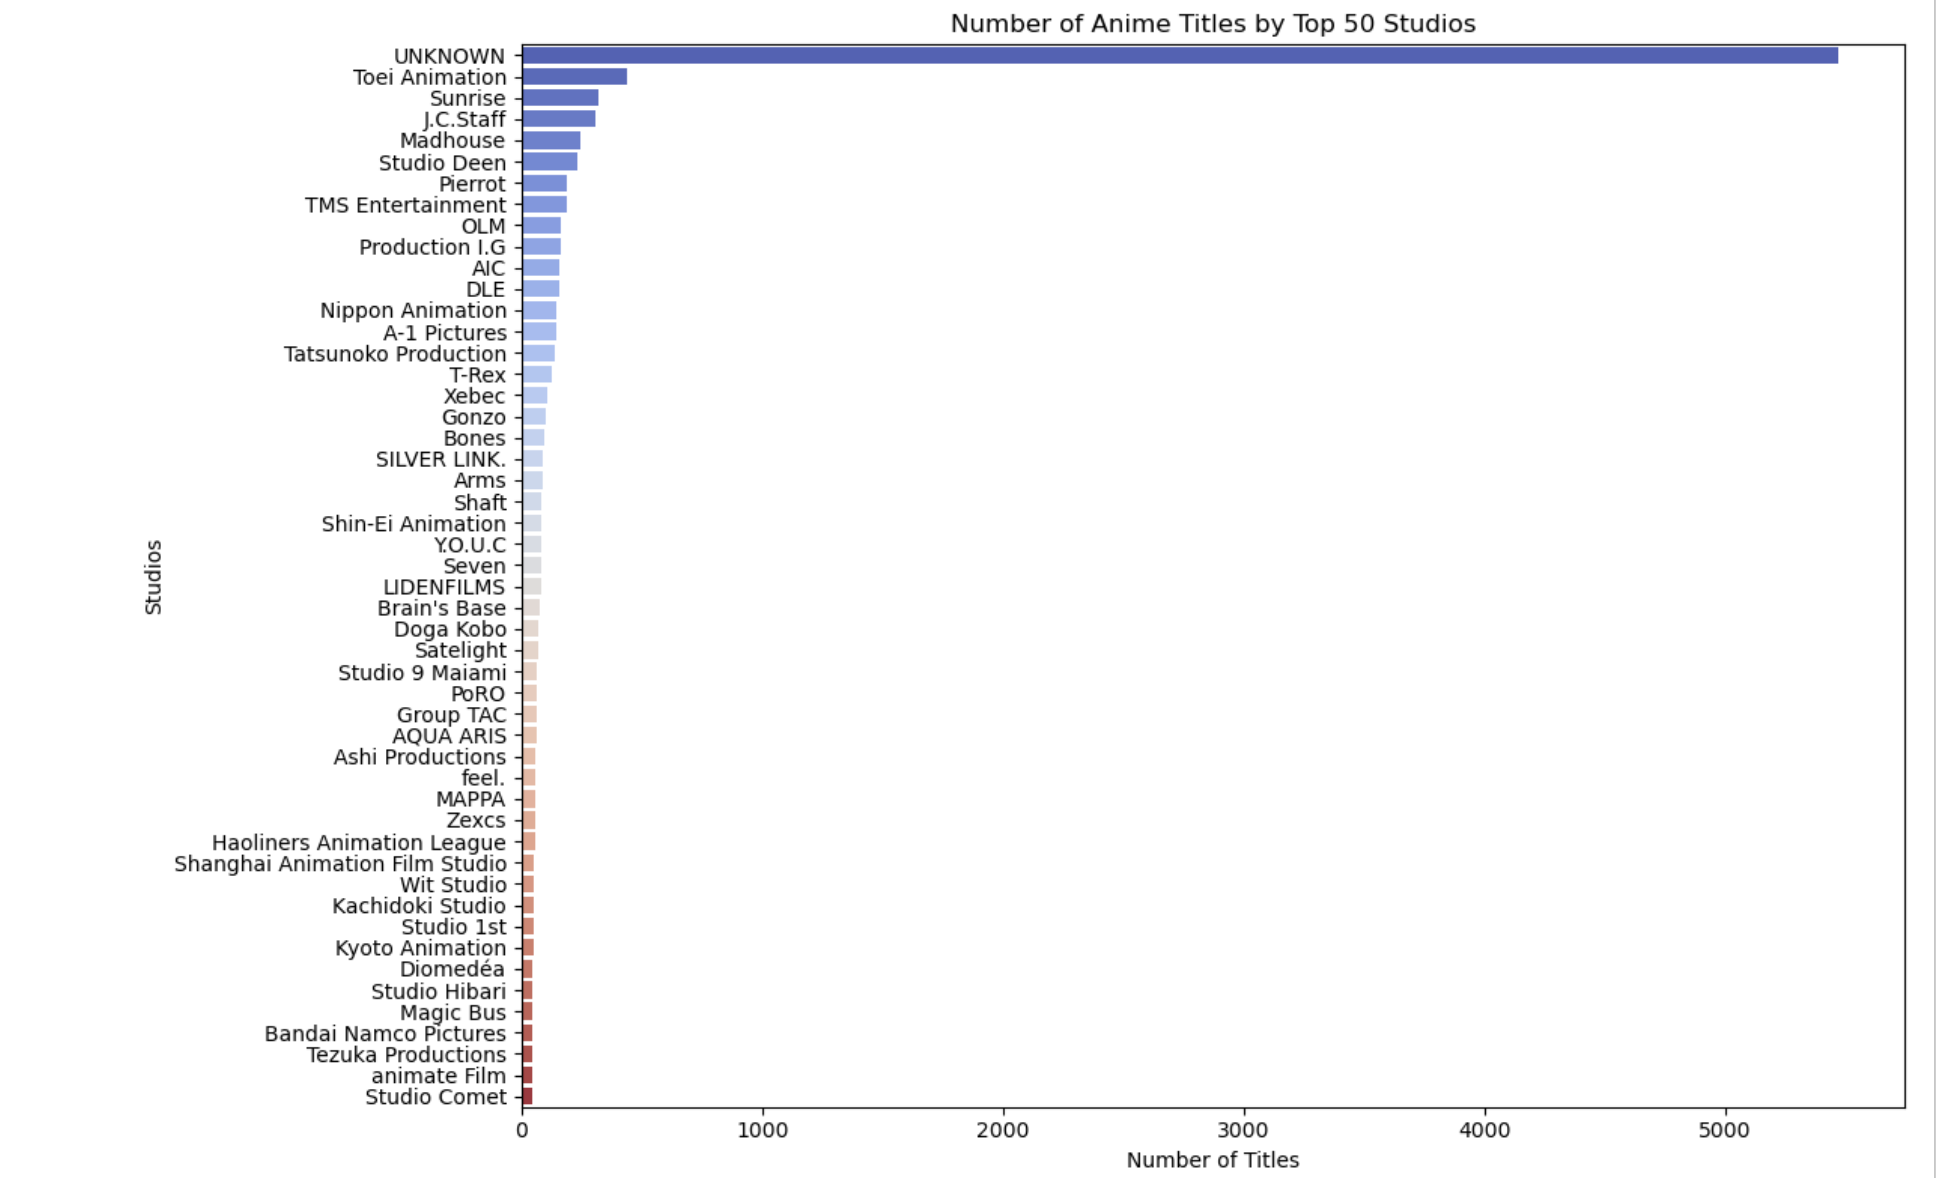 Number of Anime Titles by Top 50 Studios
UNKNOWN
Toei Animation
Sunrise
J.C.Staff
Madhouse
Studio Deen
Pierrot
TMS Entertainment
OLM
Production I.G
AIC
DLE
Nippon Animation
A-1 Pictures
Tatsunoko Production
T-Rex
Xebec
Gonzo
Bones
SILVER LINK.
Arms
Shaft
Shin-Ei Animation
Y.O.U.C
Seven
LIDENFILMS
Brain's Base
Doga Kobo
Satelight
Studio 9 Maiami
PoRO
Group TAC
AQUA ARIS
Ashi Productions
feel.
MAPPA
Zexcs
Haoliners Animation League
Shanghai Animation Film Studio
Wit Studio
Kachidoki Studio
Studio 1st
Kyoto Animation
Diomedéa
Studio Hibari
Magic Bus
Bandai Namco Pictures
Tezuka Productions
animate Film
Studio Comet
Studios
0 1000 2000 3000 4000 5000
Number of Titles